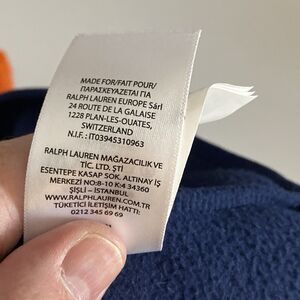 MADE FOR/FAIT POUR/
ΠΑΡΑΣΚΕΥΑΖΕΤΑΙ ΓΙΑ
RALPH LAUREN EUROPE Sàrl
24 ROUTE DE LA GALAISE
1228 PLAN-LES-OUATES,
SWITZERLAND
N.I.F.: IT03945310963
RALPH LAUREN MAĞAZACILIK VE
TİC. LTD. ŞTİ
ESENTEPE KASAP SOK. ALTINAY İŞ
MERKEZİ NO:8-10 K:4 34360
ŞİŞLİ – İSTANBUL
WWW.RALPHLAUREN.COM.TR
TÜKETİCİ İLETİŞİM HATTI:
0212 345 69 69